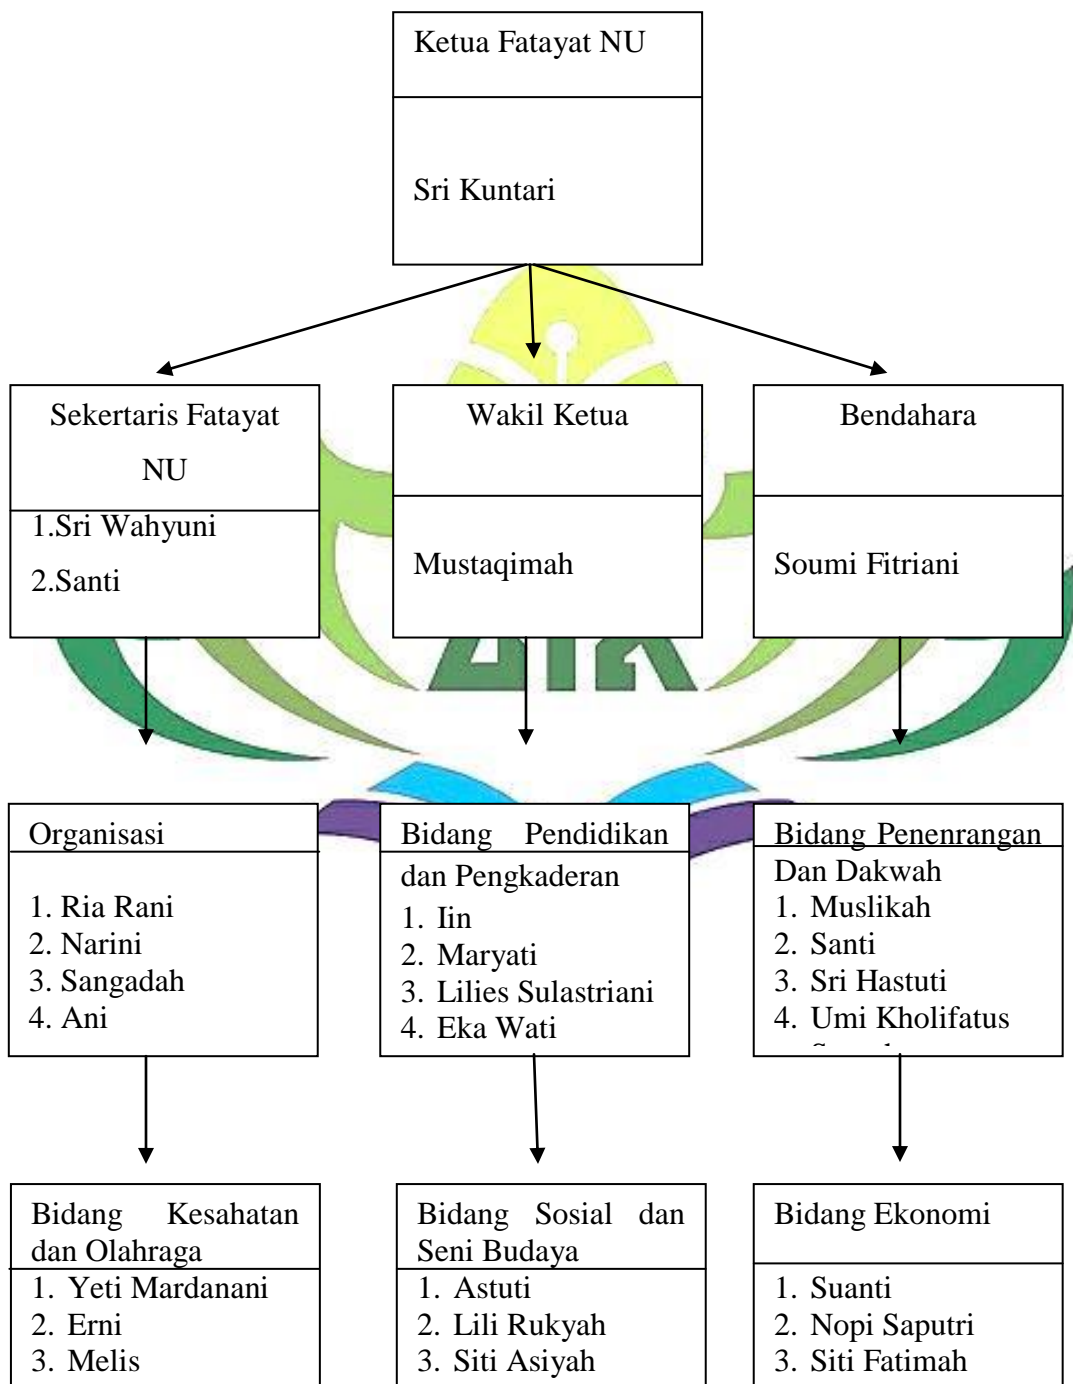 Ketua Fatayat NU
Sri Kuntari
Sekertaris Fatayat
NU
1.Sri Wahyuni
2.Santi
Wakil Ketua
Mustaqimah
Bendahara
Soumi Fitriani
Organisasi
1. Ria Rani
2. Narini
3. Sangadah
4. Ani
Bidang Pendidikan
dan Pengkaderan
1. Iin
2. Maryati
3. Lilies Sulastriani
4. Eka Wati
Bidang Penenrangan
Dan Dakwah
1. Muslikah
2. Santi
3. Sri Hastuti
4. Umi Kholifatus
Bidang Kesahatan
dan Olahraga
1. Yeti Mardanani
2. Erni
3. Melis
Bidang Sosial dan
Seni Budaya
1. Astuti
2. Lili Rukyah
3. Siti Asiyah
Bidang Ekonomi
1. Suanti
2. Nopi Saputri
3. Siti Fatimah